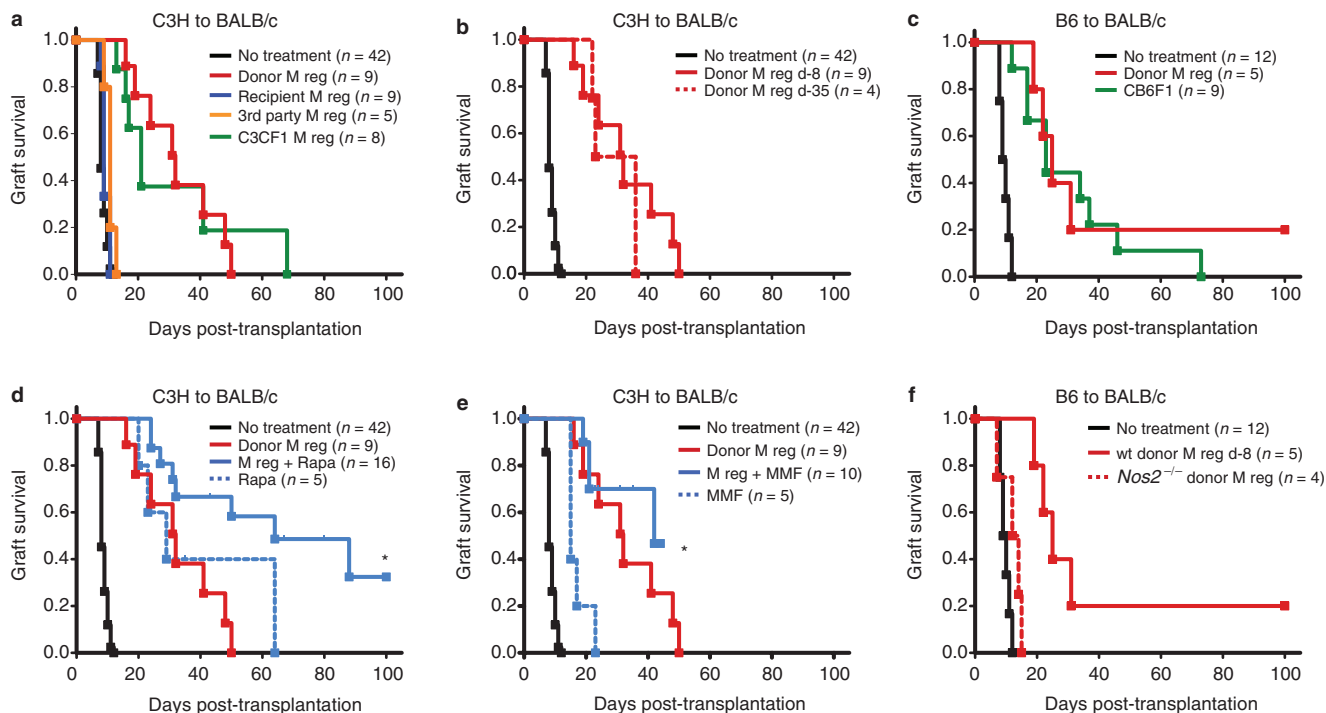 a
C3H to BALB/c
1.0
0.8
0.6
0.4
0.2
0.0
Graft survival
0 20 40 60 80 100
Days post-transplantation
No treatment (n = 42)
Donor M reg (n = 9)
Recipient M reg (n = 9)
3rd party M reg (n = 5)
C3CF1 M reg (n = 8)
b
C3H to BALB/c
1.0
0.8
0.6
0.4
0.2
0.0
Graft survival
0 20 40 60 80 100
Days post-transplantation
No treatment (n = 42)
Donor M reg d-8 (n = 9)
Donor M reg d-35 (n = 4)
c
B6 to BALB/c
1.0
0.8
0.6
0.4
0.2
0.0
Graft survival
0 20 40 60 80 100
Days post-transplantation
No treatment (n = 12)
Donor M reg (n = 5)
CB6F1 (n = 9)
d
C3H to BALB/c
1.0
0.8
0.6
0.4
0.2
0.0
Graft survival
0 20 40 60 80 100
Days post-transplantation
No treatment (n = 42)
Donor M reg (n = 9)
M reg + Rapa (n = 16)
Rapa (n = 5)
*
e
C3H to BALB/c
1.0
0.8
0.6
0.4
0.2
0.0
Graft survival
0 20 40 60 80 100
Days post-transplantation
No treatment (n = 42)
Donor M reg (n = 9)
M reg + MMF (n = 10)
MMF (n = 5)
*
f
B6 to BALB/c
1.0
0.8
0.6
0.4
0.2
0.0
Graft survival
0 20 40 60 80 100
Days post-transplantation
No treatment (n = 12)
wt donor M reg d-8 (n = 5)
Nos2−/− donor M reg (n = 4)